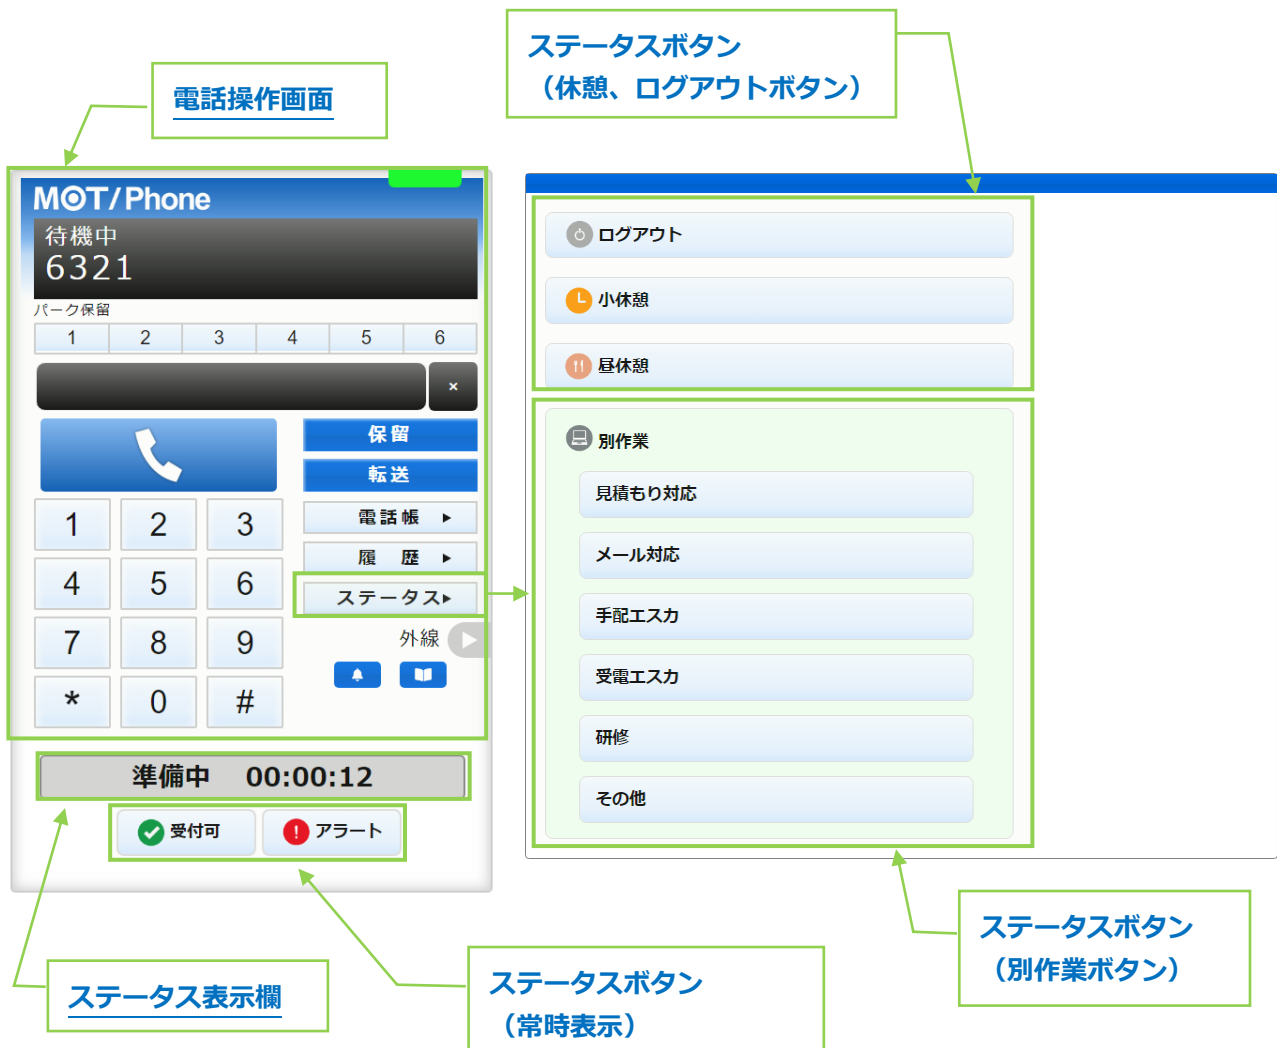 ステータスボタン
（休憩、ログアウトボタン）
電話操作画面
MOT/Phone
待機中
6321
パーク保留
1 2 3 4 5 6
×
保留
転送
電話帳 ▶
履 歴 ▶
ステータス▶
外線
1 2 3
4 5 6
7 8 9
* 0 #
準備中 00:00:12
受付可
アラート
ログアウト
小休憩
昼休憩
別作業
見積もり対応
メール対応
手配エスカ
受電エスカ
研修
その他
ステータス表示欄
ステータスボタン
（常時表示）
ステータスボタン
（別作業ボタン）